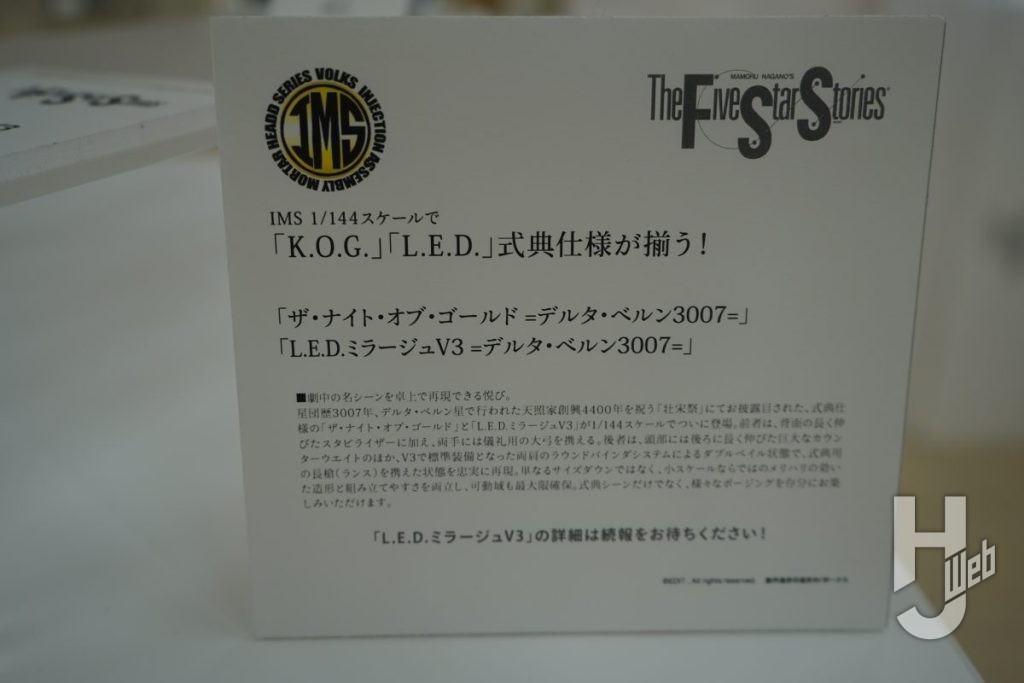 MORTAR HEADD SERIES VOLKS INJECTION ASSEMBLY
IMS
MAMORU NAGANO'S
The Five Star Stories
IMS 1/144スケールで
「K.O.G.」「L.E.D.」式典仕様が揃う!
「ザ・ナイト・オブ・ゴールド =デルタ・ベルン3007=」
「L.E.D.ミラージュV3 =デルタ・ベルン3007=」
■劇中の名シーンを卓上で再現できる悦び。
星団歴3007年、デルタ・ベルン星で行われた天照家創興4400年を祝う「壮宋祭」にてお披露目された、式典仕
様の「ザ・ナイト・オブ・ゴールド」と「L.E.D.ミラージュV3」が1/144スケールでついに登場。前者は、背面の長く伸
びたスタビライザーに加え、両手には儀礼用の大弓を携える。後者は、頭部には後ろに長く伸びた巨大なカウン
ターウエイトのほか、V3で標準装備となった両肩のラウンドバインダシステムによるダブルベイル状態で、式典用
の長槍(ランス)を携えた状態を忠実に再現。単なるサイズダウンではなく、小スケールならではのメリハリの効い
た造形と組み立てやすさを両立し、可動域も最大限確保。式典シーンだけでなく、様々なポージングを存分にお楽
しみいただけます。
「L.E.D.ミラージュV3」の詳細は続報をお待ちください!
©EDIT, All rights reserved.
HJ Web